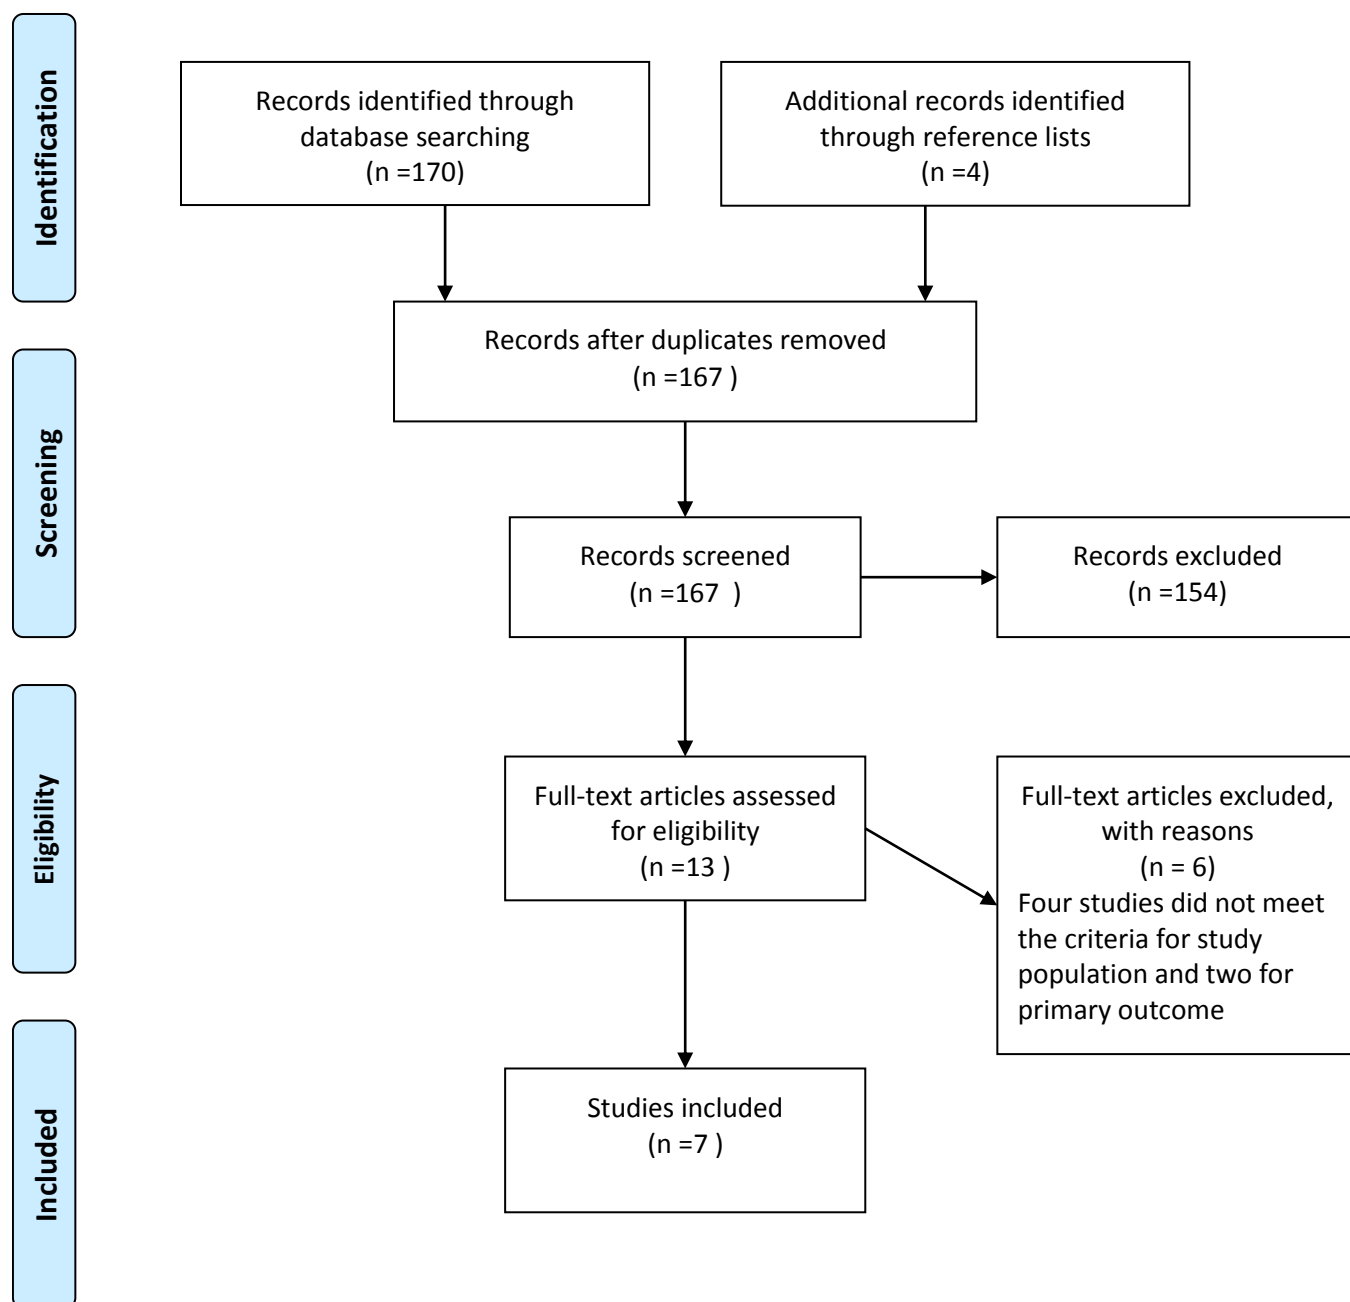 Identification
Records identified through
database searching
(n =170)
Additional records identified
through reference lists
(n =4)
Records after duplicates removed
(n =167 )
Screening
Records screened
(n =167  )
Records excluded
(n =154)
Eligibility
Full-text articles assessed
for eligibility
(n =13 )
Full-text articles excluded,
with reasons
(n = 6)
Four studies did not meet
the criteria for study
population and two for
primary outcome
Included
Studies included
(n =7 )